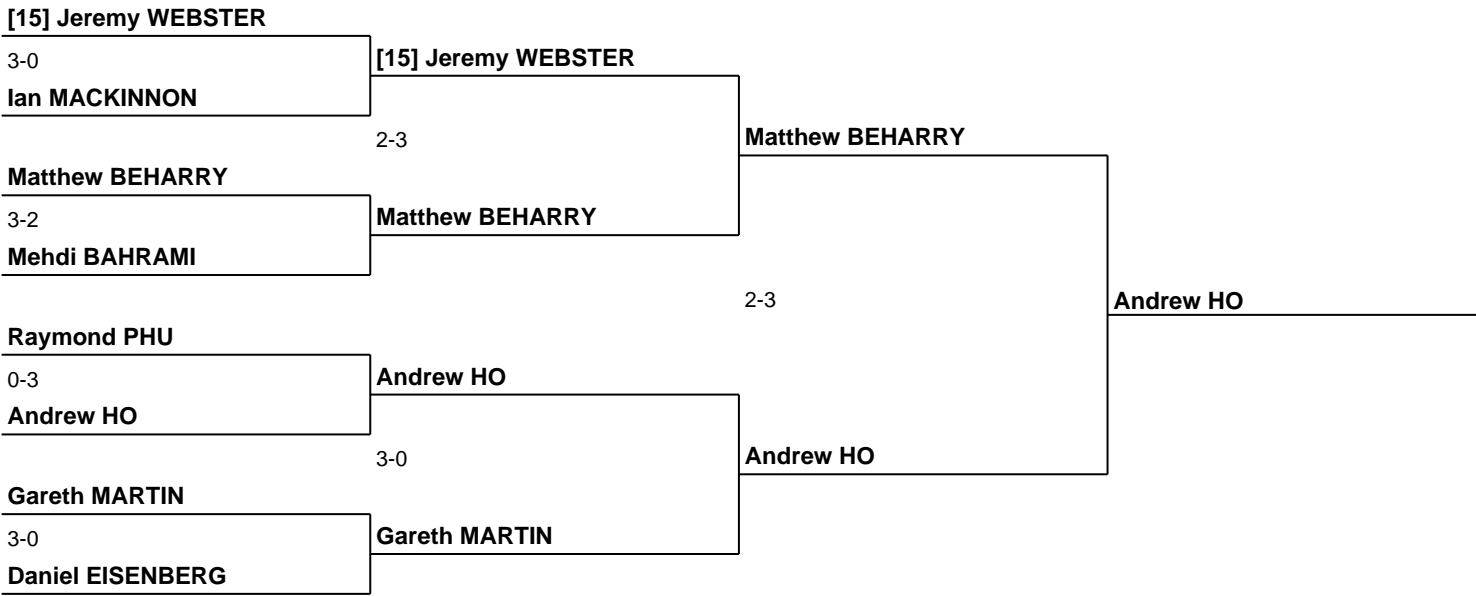 [15] Jeremy WEBSTER
3-0
[15] Jeremy WEBSTER
Ian MACKINNON
2-3
Matthew BEHARRY
Matthew BEHARRY
3-2
Matthew BEHARRY
Mehdi BAHRAMI
2-3
Andrew HO
Raymond PHU
0-3
Andrew HO
Andrew HO
3-0
Andrew HO
Gareth MARTIN
3-0
Gareth MARTIN
Daniel EISENBERG